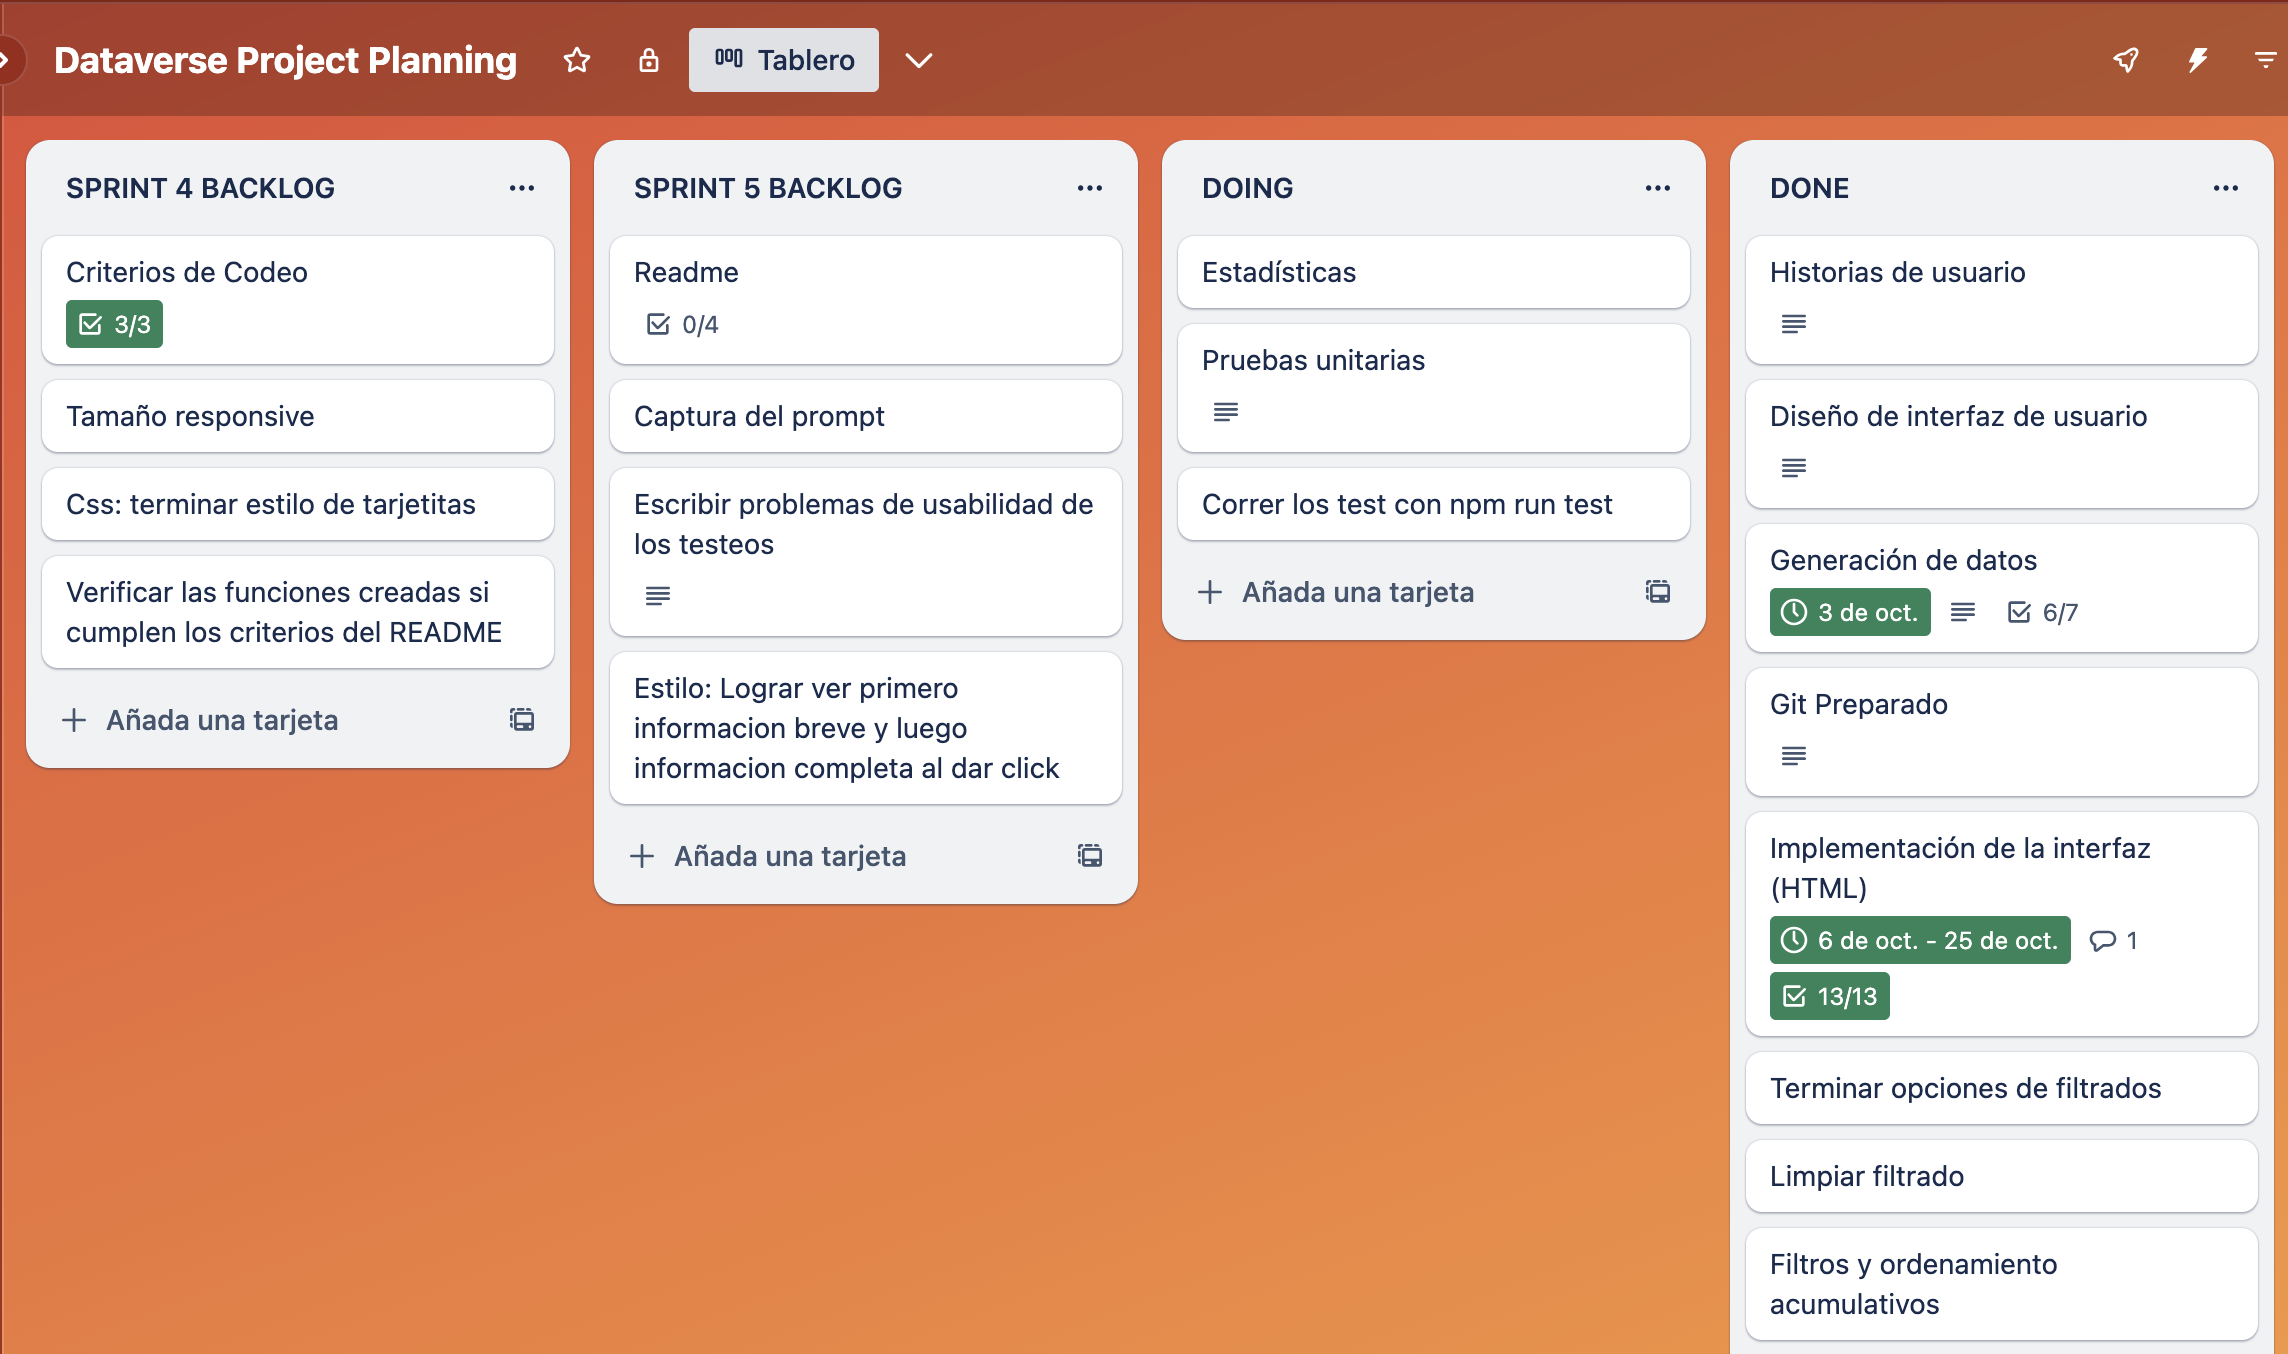 Dataverse Project Planning
Tablero
SPRINT 4 BACKLOG
Criterios de Codeo
3/3
Tamaño responsive
Css: terminar estilo de tarjetitas
Verificar las funciones creadas si
cumplen los criterios del README
Añada una tarjeta
SPRINT 5 BACKLOG
Readme
0/4
Captura del prompt
Escribir problemas de usabilidad de
los testeos
Estilo: Lograr ver primero
informacion breve y luego
informacion completa al dar click
Añada una tarjeta
DOING
Estadísticas
Pruebas unitarias
Correr los test con npm run test
Añada una tarjeta
DONE
Historias de usuario
Diseño de interfaz de usuario
Generación de datos
3 de oct. 6/7
Git Preparado
Implementación de la interfaz
(HTML)
6 de oct. - 25 de oct. 1
13/13
Terminar opciones de filtrados
Limpiar filtrado
Filtros y ordenamiento
acumulativos